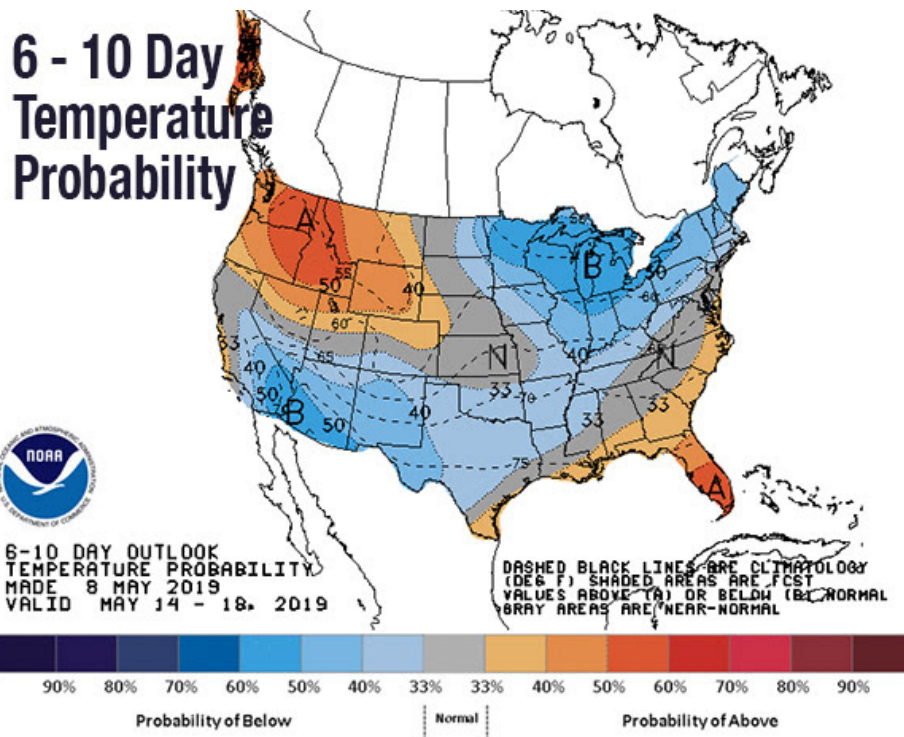 6 - 10 Day
Temperature
Probability
A
55
50
40
60
65
33
40
50
70
B
50
40
B
50
60
N
40
33
70
N
33
33
75
A
NOAA
6-10 DAY OUTLOOK
TEMPERATURE PROBABILITY
MADE 8 MAY 2019
VALID MAY 14 - 18, 2019
DASHED BLACK LINES ARE CLIMATOLOGY
(DEG F) SHADED AREAS ARE FCST
VALUES ABOVE (A) OR BELOW (B) NORMAL
GRAY AREAS ARE NEAR-NORMAL
90% 80% 70% 60% 50% 40% 33% 33% 40% 50% 60% 70% 80% 90%
Probability of Below Normal Probability of Above